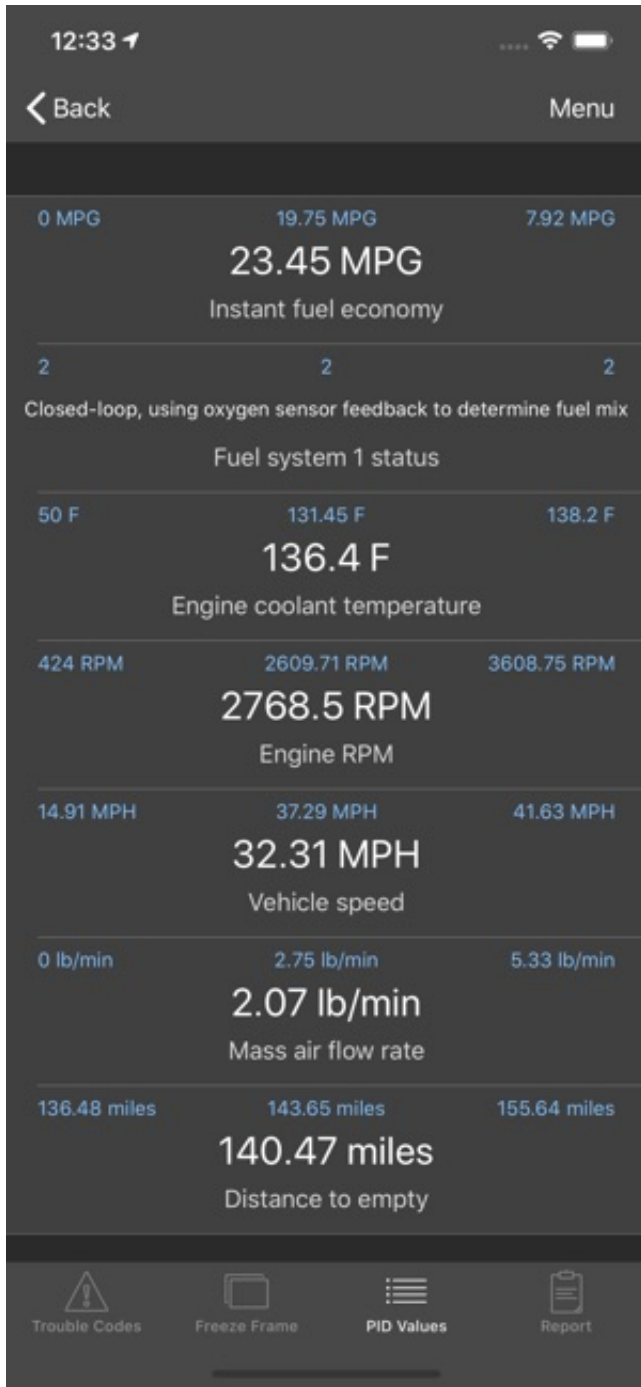 12:33
Back Menu
0 MPG 19.75 MPG 7.92 MPG
23.45 MPG
Instant fuel economy
2 2 2
Closed-loop, using oxygen sensor feedback to determine fuel mix
Fuel system 1 status
50 F 131.45 F 138.2 F
136.4 F
Engine coolant temperature
424 RPM 2609.71 RPM 3608.75 RPM
2768.5 RPM
Engine RPM
14.91 MPH 37.29 MPH 41.63 MPH
32.31 MPH
Vehicle speed
0 lb/min 2.75 lb/min 5.33 lb/min
2.07 lb/min
Mass air flow rate
136.48 miles 143.65 miles 155.64 miles
140.47 miles
Distance to empty
Trouble Codes Freeze Frame PID Values Report